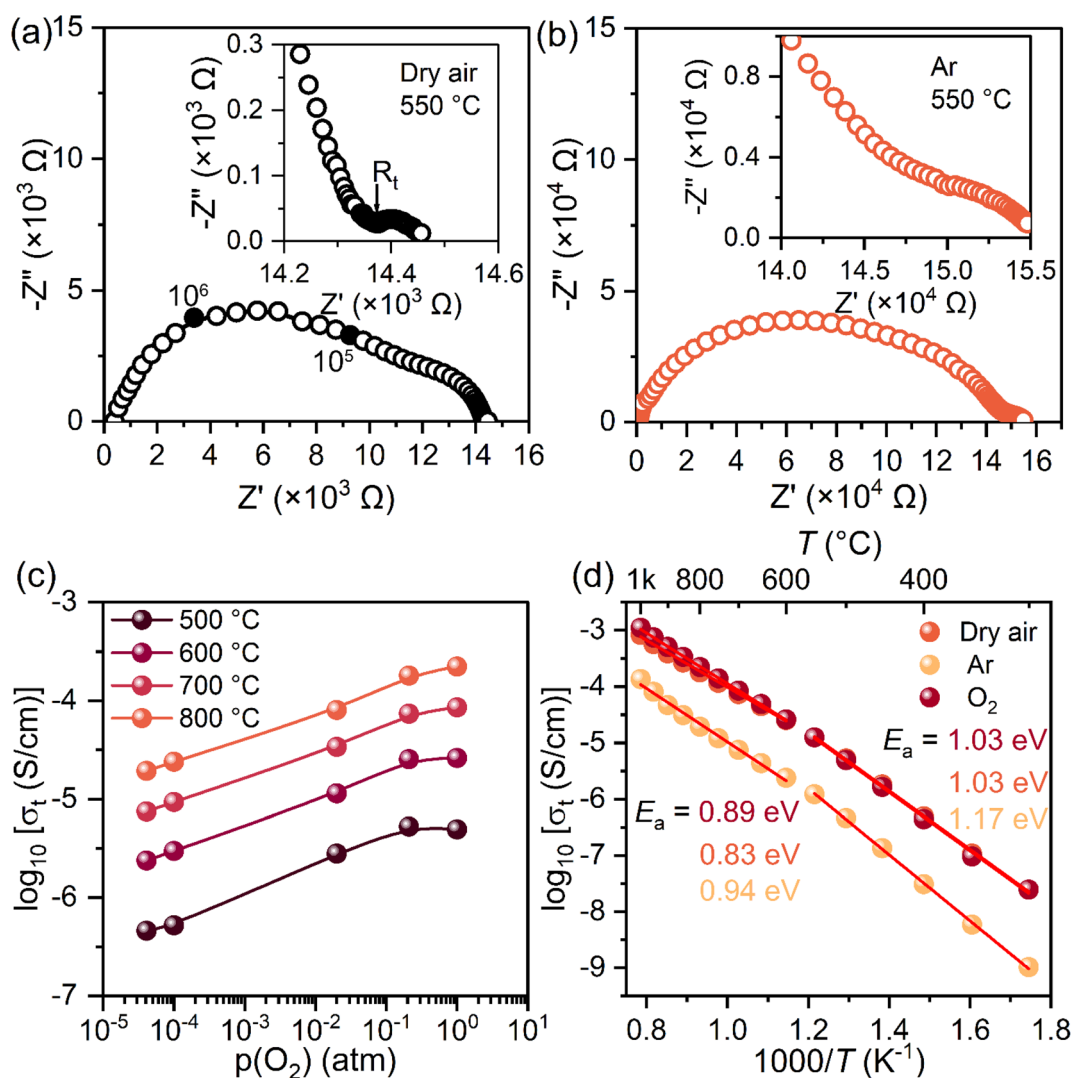 (a)
-Z'' (×10³ Ω)
15
10
5
0
0 2 4 6 8 10 12 14 16
Z' (×10³ Ω)
10⁶
10⁵
-Z'' (×10³ Ω)
0.3
0.2
0.1
0.0
14.2 14.4 14.6
Z' (×10³ Ω)
Dry air
550 °C
Rₜ
(b)
-Z'' (×10⁴ Ω)
15
10
5
0
0 2 4 6 8 10 12 14 16
Z' (×10⁴ Ω)
-Z'' (×10⁴ Ω)
0.8
0.4
0.0
14.0 14.5 15.0 15.5
Z' (×10⁴ Ω)
Ar
550 °C
(c)
log₁₀ [σₜ (S/cm)]
-3
-4
-5
-6
-7
500 °C
600 °C
700 °C
800 °C
10⁻⁵ 10⁻⁴ 10⁻³ 10⁻² 10⁻¹ 10⁰ 10¹
p(O₂) (atm)
(d)
T (°C)
1k 800 600 400
log₁₀ [σₜ (S/cm)]
-3
-4
-5
-6
-7
-8
-9
Dry air
Ar
O₂
Eₐ = 1.03 eV
1.03 eV
1.17 eV
Eₐ = 0.89 eV
0.83 eV
0.94 eV
0.8 1.0 1.2 1.4 1.6 1.8
1000/T (K⁻¹)